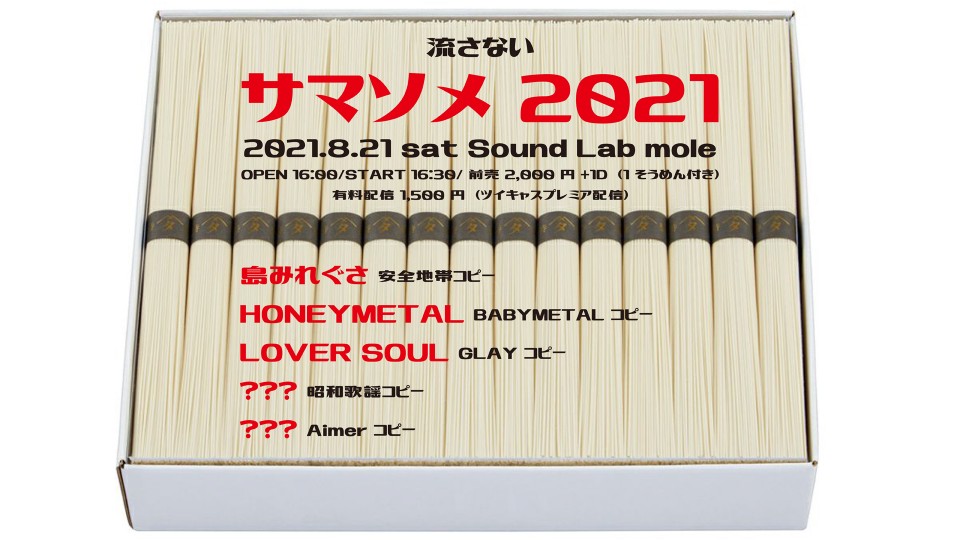 流さない
サマソメ 2021
2021.8.21 sat Sound Lab mole
OPEN 16:00/START 16:30/ 前売 2,000 円 +1D（1 そうめん付き）
有料配信 1,500 円（ツイキャスプレミア配信）
島みれぐさ 安全地帯コピー
HONEYMETAL BABYMETAL コピー
LOVER SOUL GLAY コピー
??? 昭和歌謡コピー
??? Aimer コピー